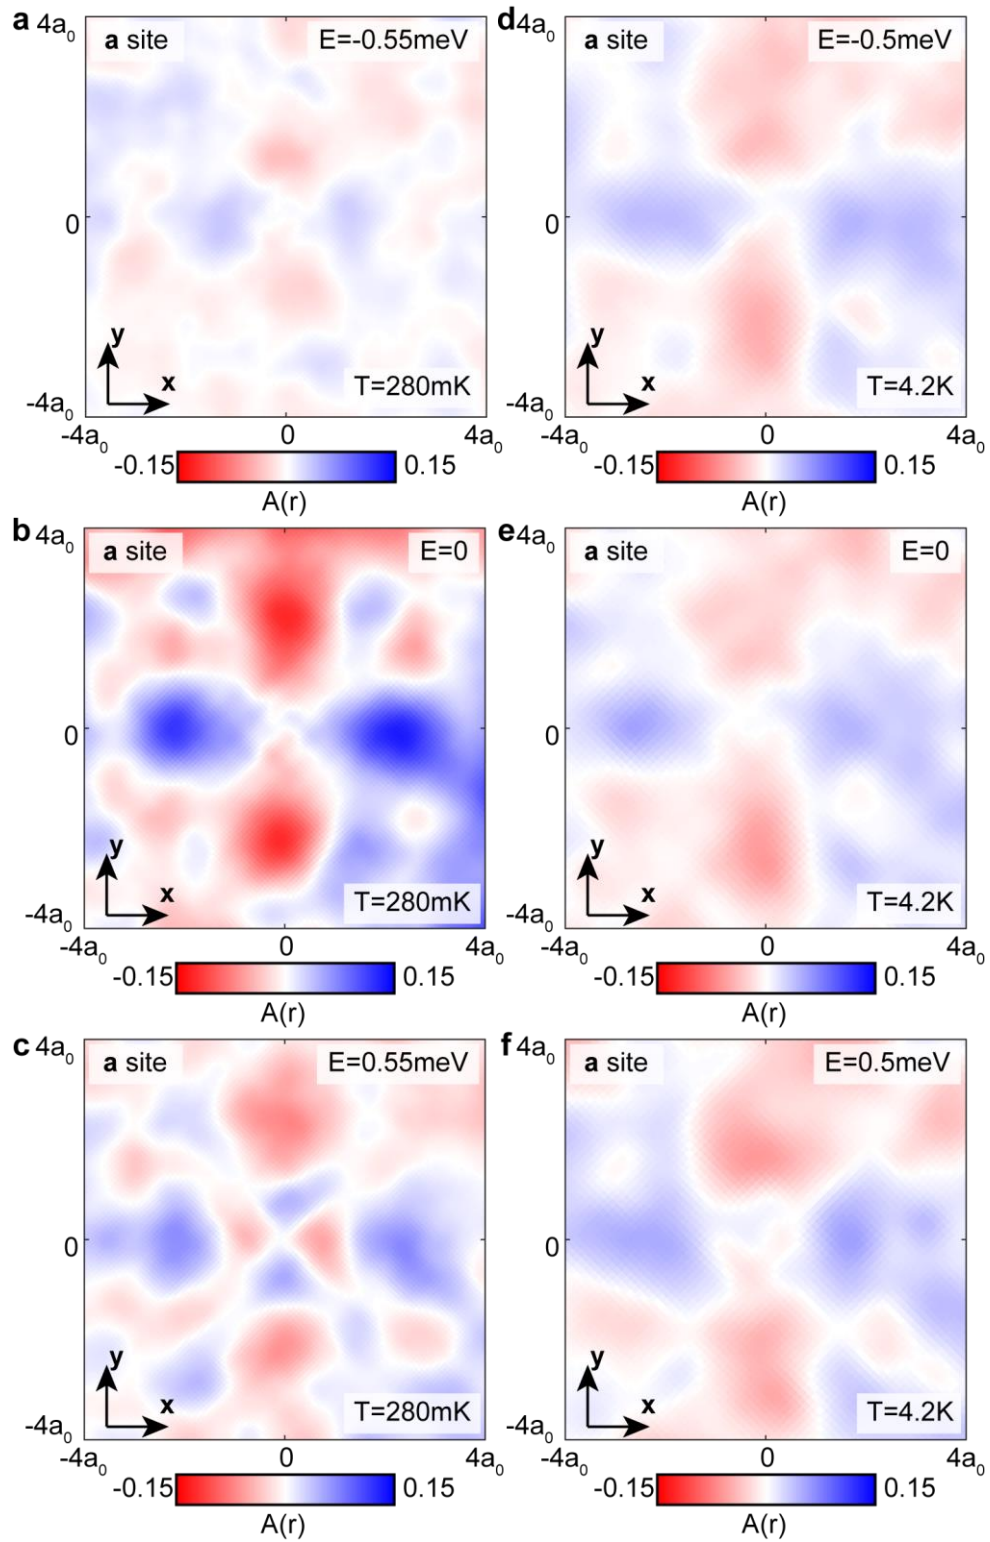 a
4a0
a site
E=-0.55meV
0
y
x
T=280mK
-4a0
-4a0
0
4a0
-0.15
0.15
A(r)
d
4a0
a site
E=-0.5meV
0
y
x
T=4.2K
-4a0
-4a0
0
4a0
-0.15
0.15
A(r)
b
4a0
a site
E=0
0
y
x
T=280mK
-4a0
-4a0
0
4a0
-0.15
0.15
A(r)
e
4a0
a site
E=0
0
y
x
T=4.2K
-4a0
-4a0
0
4a0
-0.15
0.15
A(r)
c
4a0
a site
E=0.55meV
0
y
x
T=280mK
-4a0
-4a0
0
4a0
-0.15
0.15
A(r)
f
4a0
a site
E=0.5meV
0
y
x
T=4.2K
-4a0
-4a0
0
4a0
-0.15
0.15
A(r)